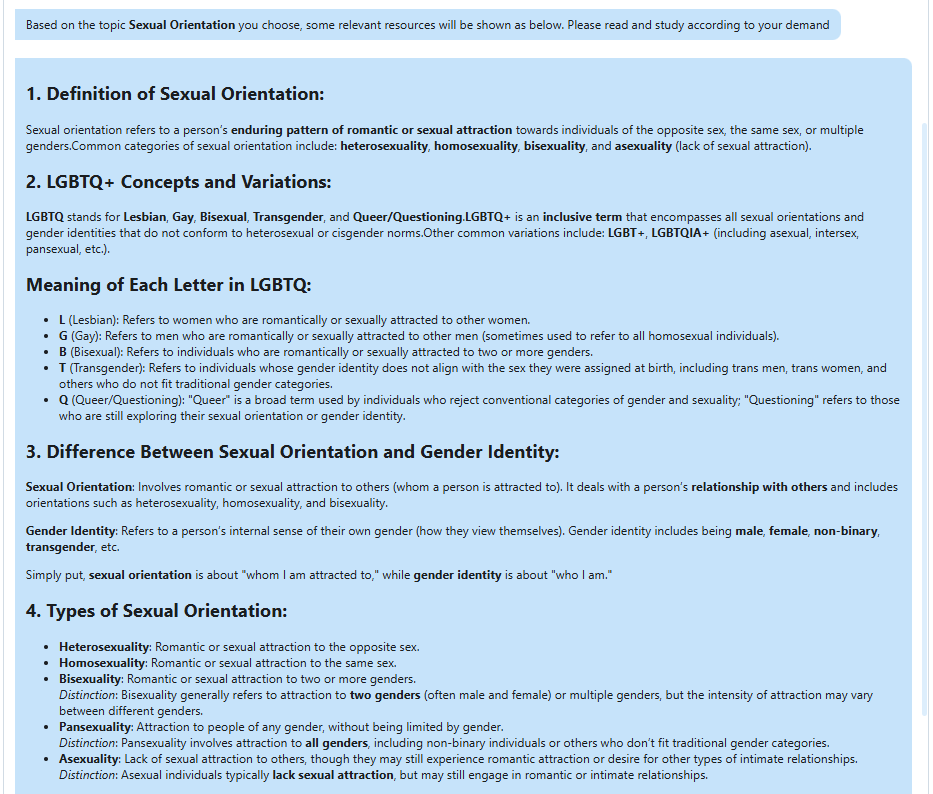 Based on the topic Sexual Orientation you choose, some relevant resources will be shown as below. Please read and study according to your demand
1. Definition of Sexual Orientation:
Sexual orientation refers to a person's enduring pattern of romantic or sexual attraction towards individuals of the opposite sex, the same sex, or multiple
genders.Common categories of sexual orientation include: heterosexuality, homosexuality, bisexuality, and asexuality (lack of sexual attraction).
2. LGBTQ+ Concepts and Variations:
LGBTQ stands for Lesbian, Gay, Bisexual, Transgender, and Queer/Questioning.LGBTQ+ is an inclusive term that encompasses all sexual orientations and
gender identities that do not conform to heterosexual or cisgender norms.Other common variations include: LGBT+, LGBTQIA+ (including asexual, intersex,
pansexual, etc.).
Meaning of Each Letter in LGBTQ:
• L (Lesbian): Refers to women who are romantically or sexually attracted to other women.
• G (Gay): Refers to men who are romantically or sexually attracted to other men (sometimes used to refer to all homosexual individuals).
• B (Bisexual): Refers to individuals who are romantically or sexually attracted to two or more genders.
• T (Transgender): Refers to individuals whose gender identity does not align with the sex they were assigned at birth, including trans men, trans women, and
others who do not fit traditional gender categories.
• Q (Queer/Questioning): "Queer" is a broad term used by individuals who reject conventional categories of gender and sexuality; "Questioning" refers to those
who are still exploring their sexual orientation or gender identity.
3. Difference Between Sexual Orientation and Gender Identity:
Sexual Orientation: Involves romantic or sexual attraction to others (whom a person is attracted to). It deals with a person's relationship with others and includes
orientations such as heterosexuality, homosexuality, and bisexuality.
Gender Identity: Refers to a person's internal sense of their own gender (how they view themselves). Gender identity includes being male, female, non-binary,
transgender, etc.
Simply put, sexual orientation is about "whom I am attracted to," while gender identity is about "who I am."
4. Types of Sexual Orientation:
• Heterosexuality: Romantic or sexual attraction to the opposite sex.
• Homosexuality: Romantic or sexual attraction to the same sex.
• Bisexuality: Romantic or sexual attraction to two or more genders.
Distinction: Bisexuality generally refers to attraction to two genders (often male and female) or multiple genders, but the intensity of attraction may vary
between different genders.
• Pansexuality: Attraction to people of any gender, without being limited by gender.
Distinction: Pansexuality involves attraction to all genders, including non-binary individuals or others who don't fit traditional gender categories.
• Asexuality: Lack of sexual attraction to others, though they may still experience romantic attraction or desire for other types of intimate relationships.
Distinction: Asexual individuals typically lack sexual attraction, but may still engage in romantic or intimate relationships.